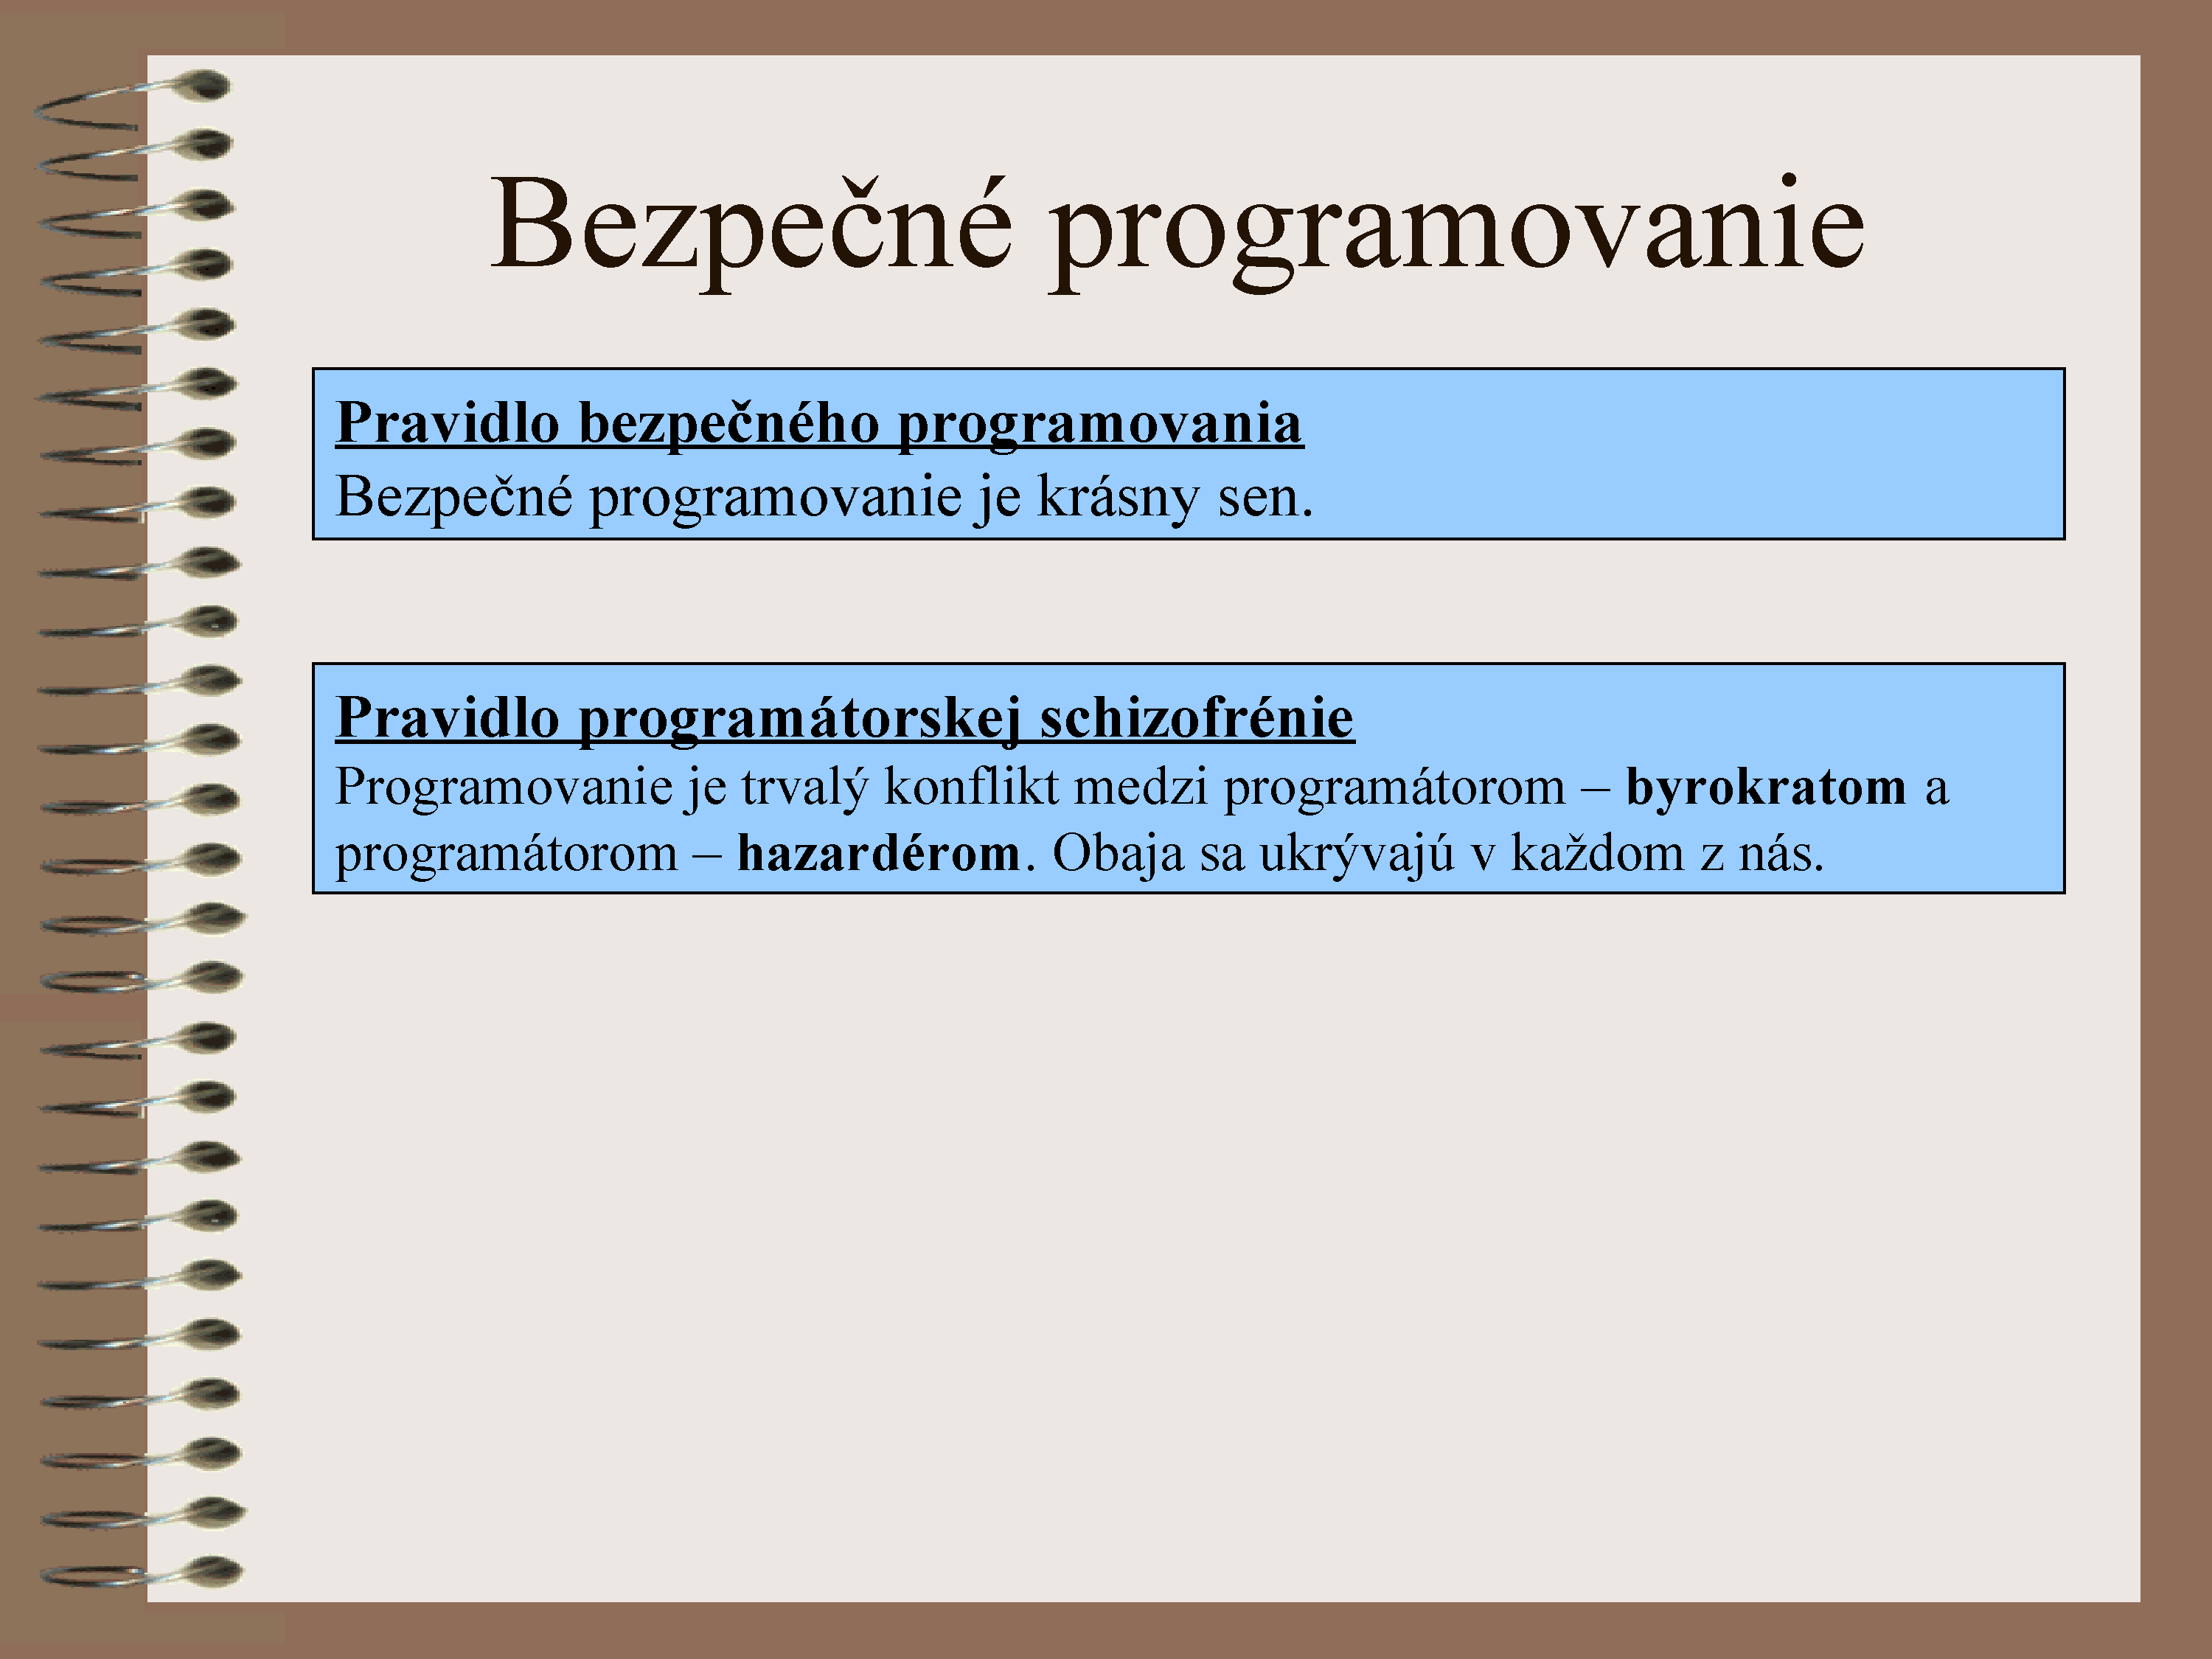 Bezpečné programovanie
Pravidlo bezpečného programovania
Bezpečné programovanie je krásny sen.
Pravidlo programátorskej schizofrénie
Programovanie je trvalý konflikt medzi programátorom – byrokratom a
programátorom – hazardérom. Obaja sa ukrývajú v každom z nás.